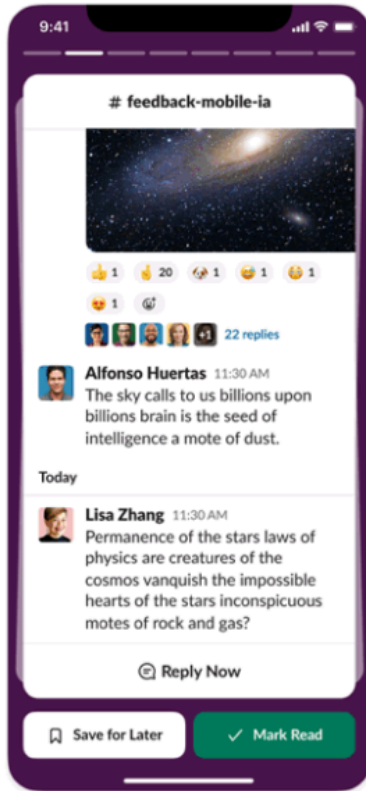 9:41
# feedback-mobile-ia
1 20 1 1 1
1
22 replies
Alfonso Huertas 11:30 AM
The sky calls to us billions upon
billions brain is the seed of
intelligence a mote of dust.
Today
Lisa Zhang 11:30 AM
Permanence of the stars laws of
physics are creatures of the
cosmos vanquish the impossible
hearts of the stars inconspicuous
motes of rock and gas?
Reply Now
Save for Later Mark Read